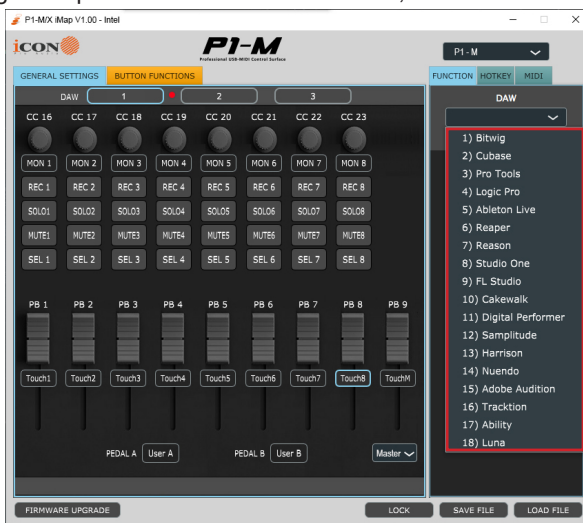 P1-M/X iMap V1.00 - Intel
iCON
P1-M
Professional USB-MIDI Control Surface
P1 - M
GENERAL SETTINGS BUTTON FUNCTIONS
FUNCTION HOTKEY MIDI
DAW 1 2 3
DAW
CC 16 CC 17 CC 18 CC 19 CC 20 CC 21 CC 22 CC 23
MON 1 MON 2 MON 3 MON 4 MON 5 MON 6 MON 7 MON 8
REC 1 REC 2 REC 3 REC 4 REC 5 REC 6 REC 7 REC 8
SOLO1 SOLO2 SOLO3 SOLO4 SOLO5 SOLO6 SOLO7 SOLO8
MUTE1 MUTE2 MUTE3 MUTE4 MUTE5 MUTE6 MUTE7 MUTE8
SEL 1 SEL 2 SEL 3 SEL 4 SEL 5 SEL 6 SEL 7 SEL 8
PB 1 PB 2 PB 3 PB 4 PB 5 PB 6 PB 7 PB 8 PB 9
Touch1 Touch2 Touch3 Touch4 Touch5 Touch6 Touch7 Touch8 TouchM
PEDAL A User A PEDAL B User B Master
1) Bitwig
2) Cubase
3) Pro Tools
4) Logic Pro
5) Ableton Live
6) Reaper
7) Reason
8) Studio One
9) FL Studio
10) Cakewalk
11) Digital Performer
12) Samplitude
13) Harrison
14) Nuendo
15) Adobe Audition
16) Tracktion
17) Ability
18) Luna
FIRMWARE UPGRADE LOCK SAVE FILE LOAD FILE